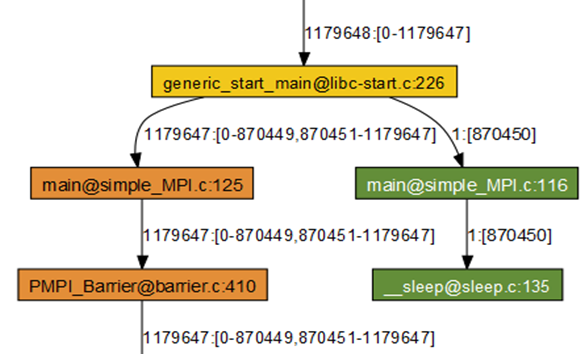 1179648:[0-1179647]
generic_start_main@libc-start.c:226
1179647:[0-870449,870451-1179647]
1:[870450]
main@simple_MPI.c:125
main@simple_MPI.c:116
1179647:[0-870449,870451-1179647]
1:[870450]
PMPI_Barrier@barrier.c:410
__sleep@sleep.c:135
1179647:[0-870449,870451-1179647]